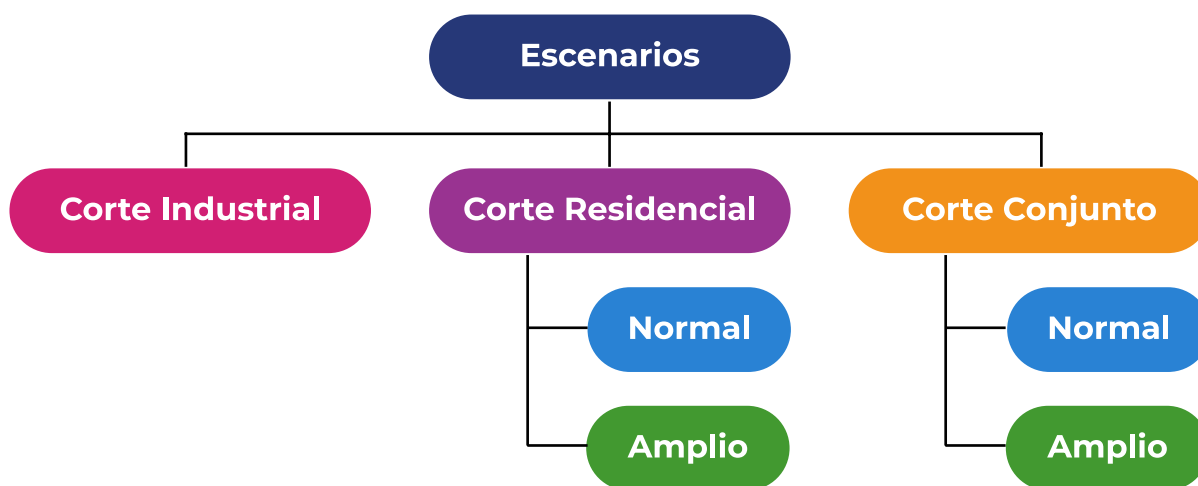 Escenarios
Corte Industrial
Corte Residencial
Corte Conjunto
Normal
Normal
Amplio
Amplio